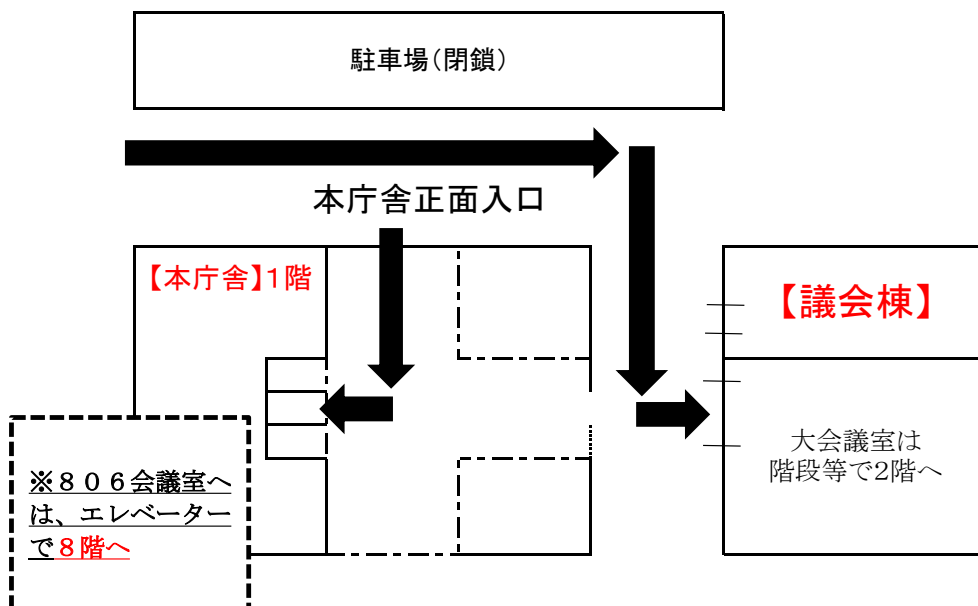 駐車場(閉鎖)
本庁舎正面入口
【本庁舎】1階
【議会棟】
大会議室は
階段等で2階へ
※８０６会議室へ
は、エレベーター
で８階へ